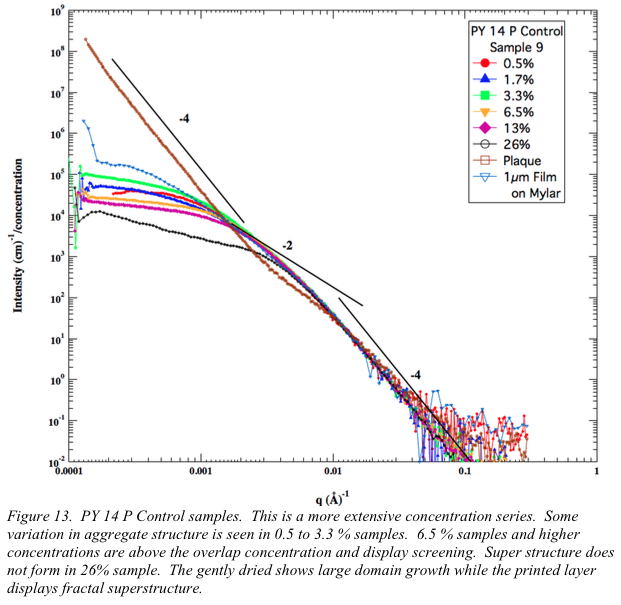 10⁹
10⁸
10⁷
10⁶
10⁵
10⁴
10³
10²
10¹
10⁰
10⁻¹
10⁻²
Intensity (cm)⁻¹/concentration
-4
-2
-4
PY 14 P Control
Sample 9
0.5%
1.7%
3.3%
6.5%
13%
26%
Plaque
1µm Film
on Mylar
0.0001
0.001
0.01
0.1
1
q (Å)⁻¹
Figure 13. PY 14 P Control samples. This is a more extensive concentration series. Some
variation in aggregate structure is seen in 0.5 to 3.3 % samples. 6.5 % samples and higher
concentrations are above the overlap concentration and display screening. Super structure does
not form in 26% sample. The gently dried shows large domain growth while the printed layer
displays fractal superstructure.